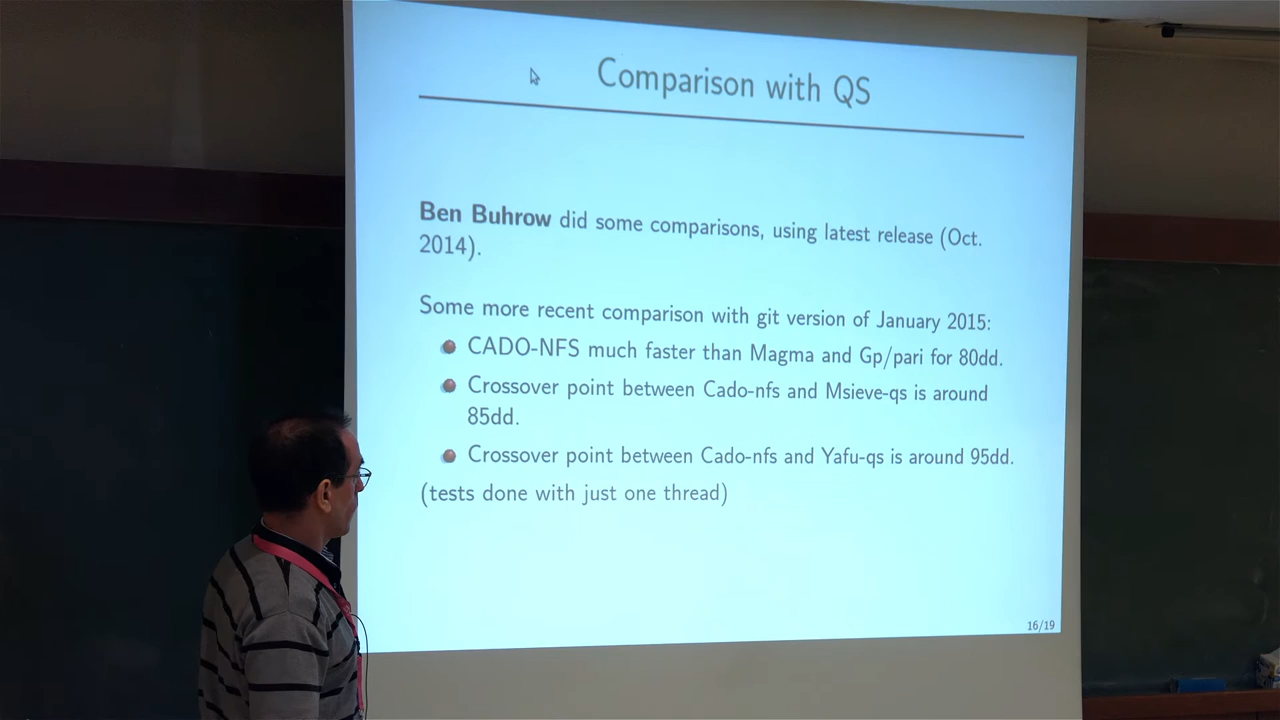 Comparison with QS
Ben Buhrow did some comparisons, using latest release (Oct.
2014).
Some more recent comparison with git version of January 2015:
CADO-NFS much faster than Magma and Gp/pari for 80dd.
Crossover point between Cado-nfs and Msieve-qs is around
85dd.
Crossover point between Cado-nfs and Yafu-qs is around 95dd.
(tests done with just one thread)
16/19